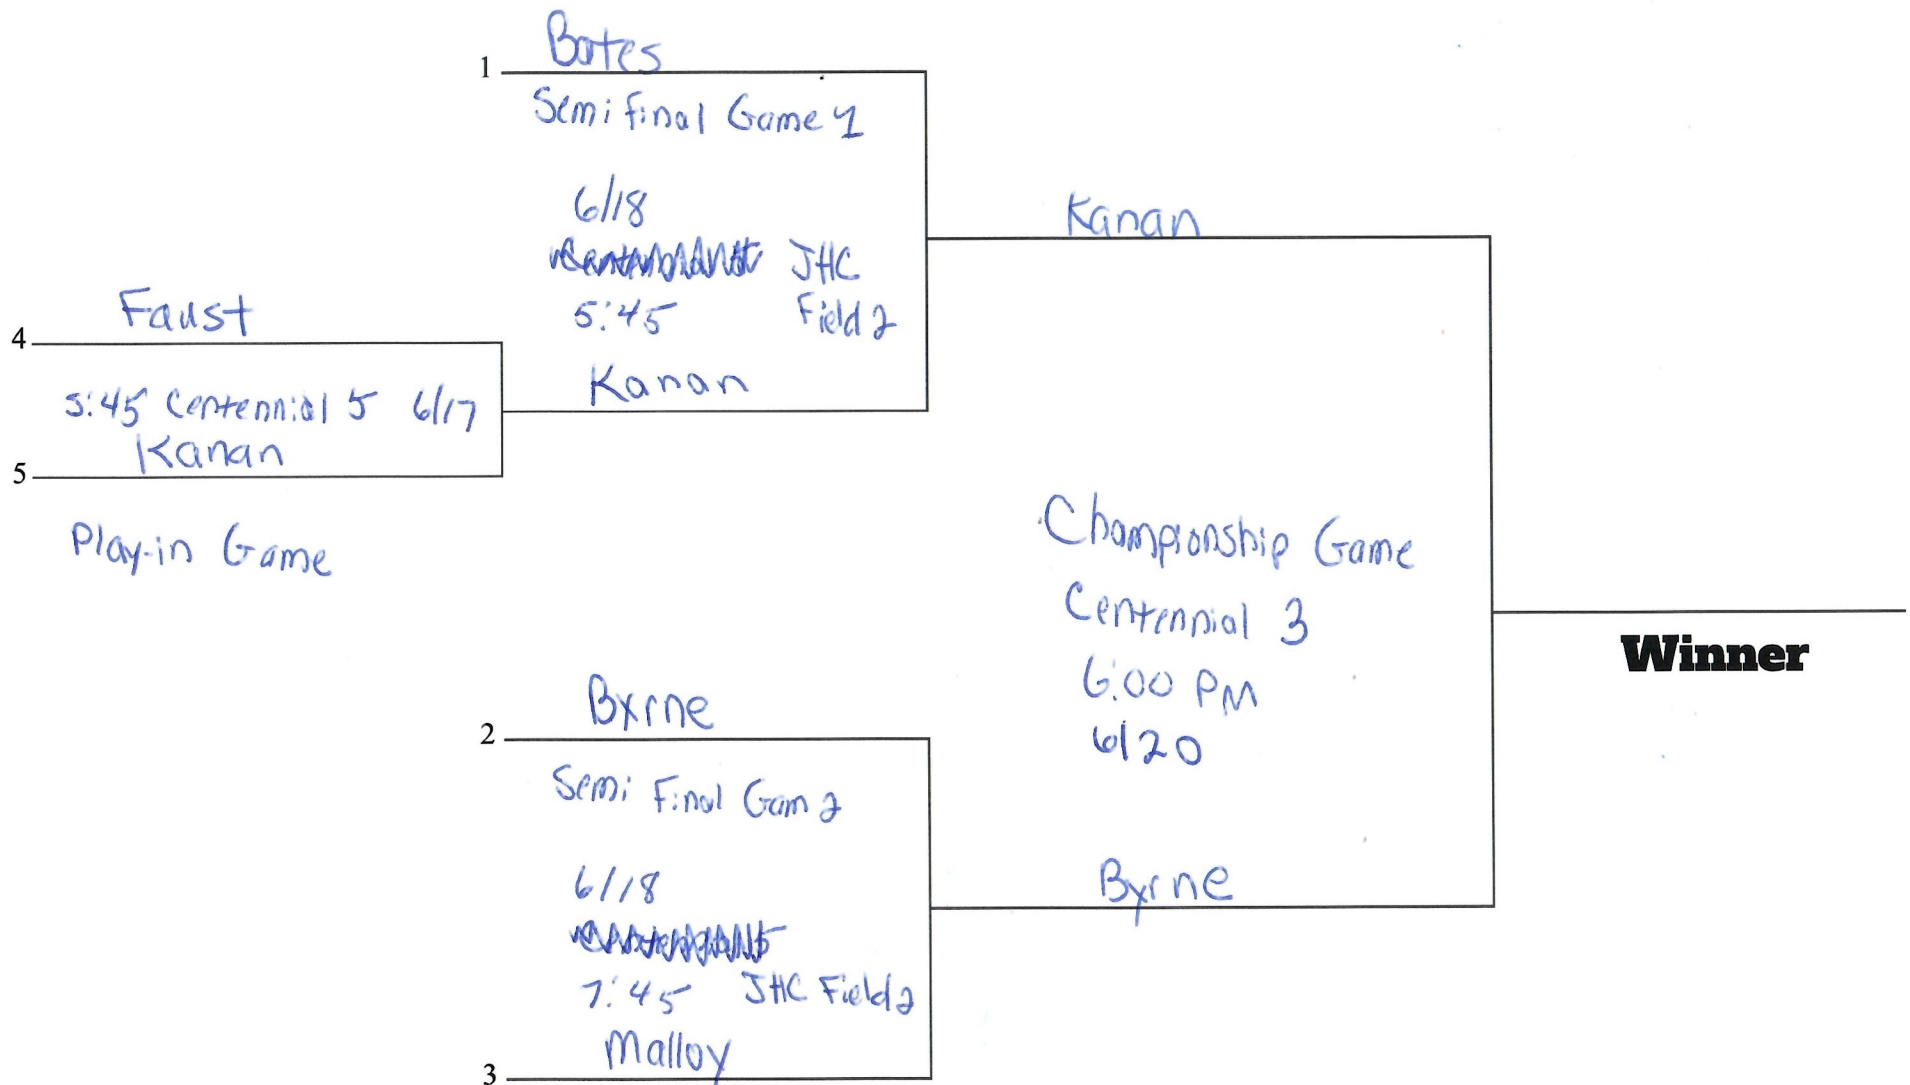 Bates
1
Semi final Game 1
6/18
JHC
5:45 Field 2
Kanan
Kanan
Faust
4
5:45 Centennial 5 6/17
Kanan
5
Play-in Game
Championship Game
Centennial 3
6:00 PM
6/20
Winner
Byrne
2
Semi Final Gam 2
6/18
7:45 JHC Field 2
Malloy
3
Byrne